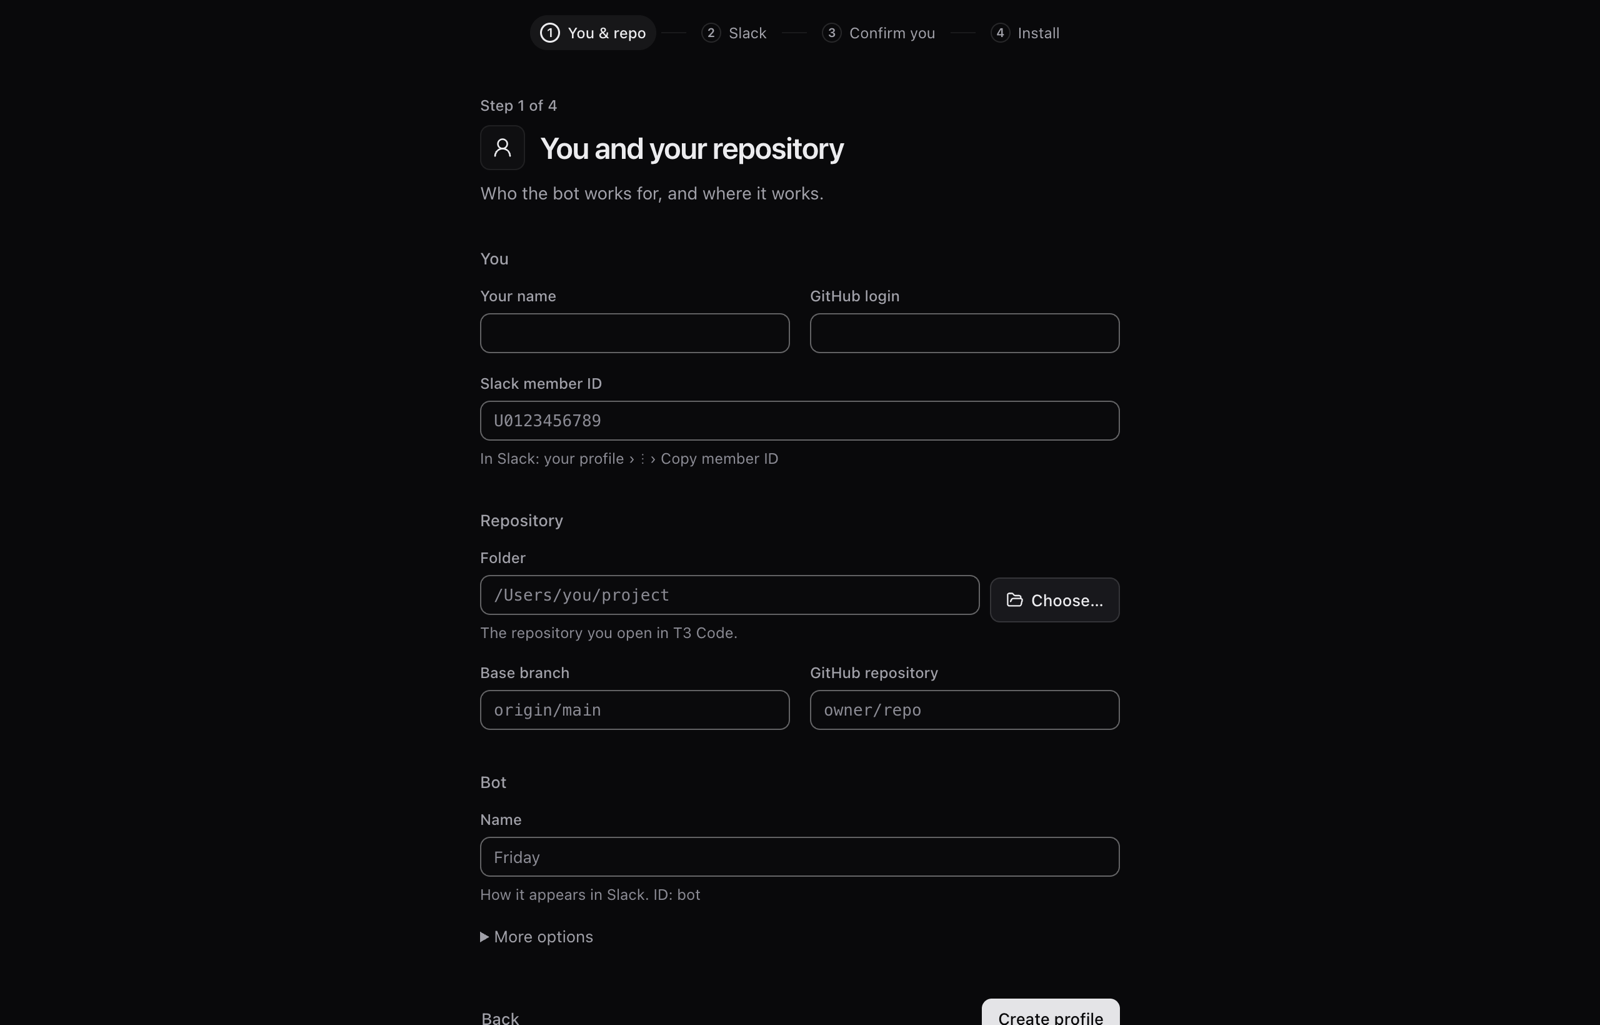 1 You & repo 2 Slack 3 Confirm you 4 Install
Step 1 of 4
You and your repository
Who the bot works for, and where it works.
You
Your name GitHub login
Slack member ID
U0123456789
In Slack: your profile › ⋮ › Copy member ID
Repository
Folder
/Users/you/project Choose...
The repository you open in T3 Code.
Base branch GitHub repository
origin/main owner/repo
Bot
Name
Friday
How it appears in Slack. ID: bot
▶ More options
Back Create profile